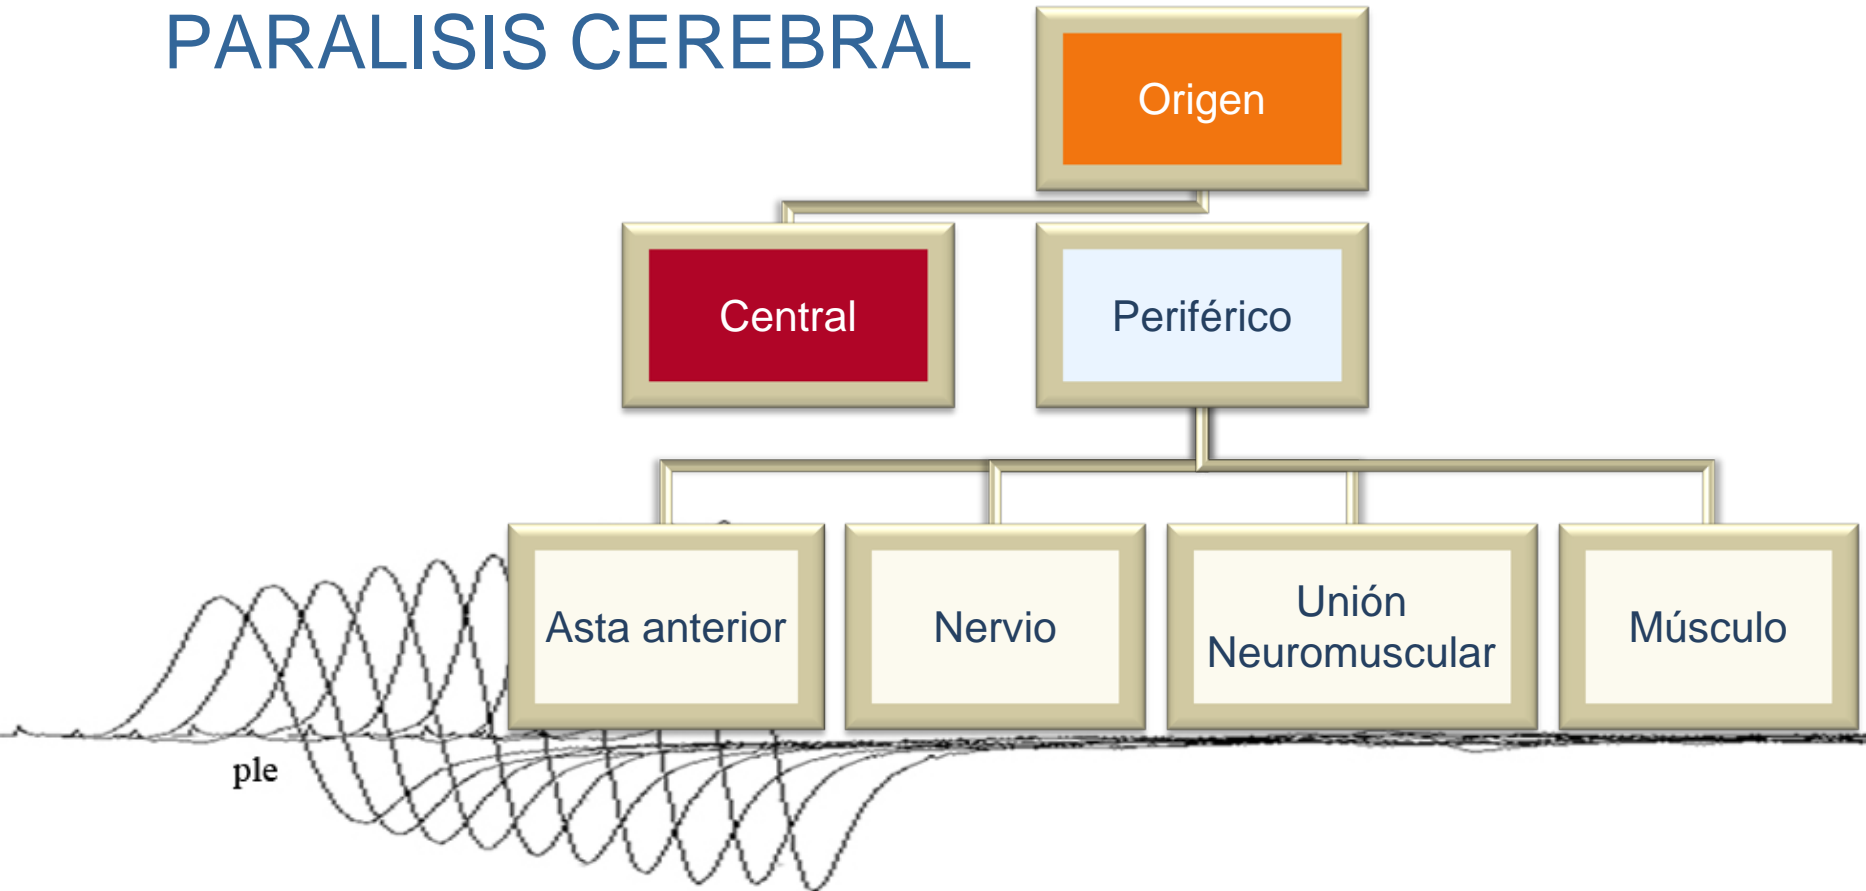 PARALISIS CEREBRAL
Origen
Central
Periférico
Asta anterior
Nervio
Unión
Neuromuscular
Músculo
ple